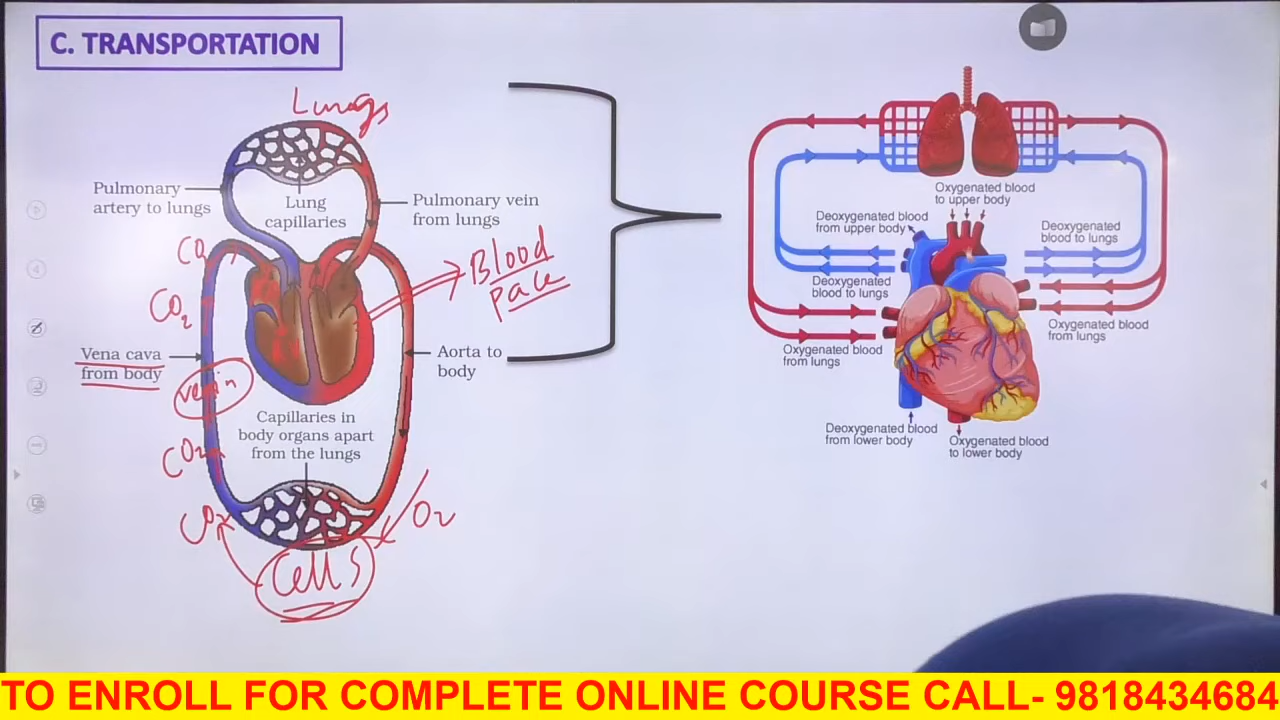 C. TRANSPORTATION
Lungs
Pulmonary
artery to lungs
Lung
capillaries
Pulmonary vein
from lungs
CO
CO2
Blood
Vena cava
from body
vein
Aorta to
body
Capillaries in
body organs apart
from the lungs
CO2
CO2
O2
Cells
Oxygenated blood
to upper body
Deoxygenated blood
from upper body
Deoxygenated
blood to lungs
Deoxygenated
blood to lungs
Oxygenated blood
from lungs
Oxygenated blood
from lungs
Deoxygenated blood
from lower body
Oxygenated blood
to lower body
TO ENROLL FOR COMPLETE ONLINE COURSE CALL- 9818434684